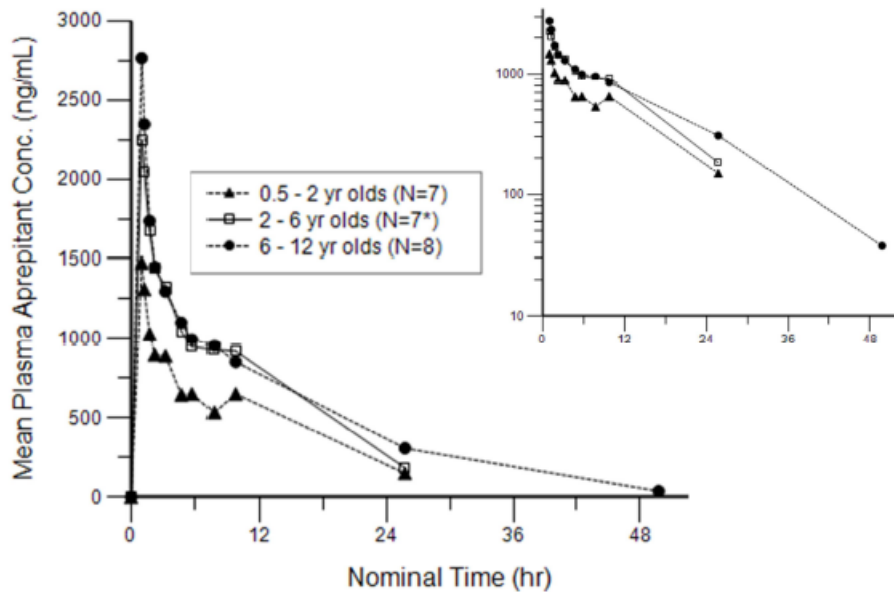 Mean Plasma Aprepitant Conc. (ng/mL)
3000
2500
2000
1500
1000
500
0
0.5 - 2 yr olds (N=7)
2 - 6 yr olds (N=7*)
6 - 12 yr olds (N=8)
0 12 24 36 48
Nominal Time (hr)
1000
100
10
0 12 24 36 48